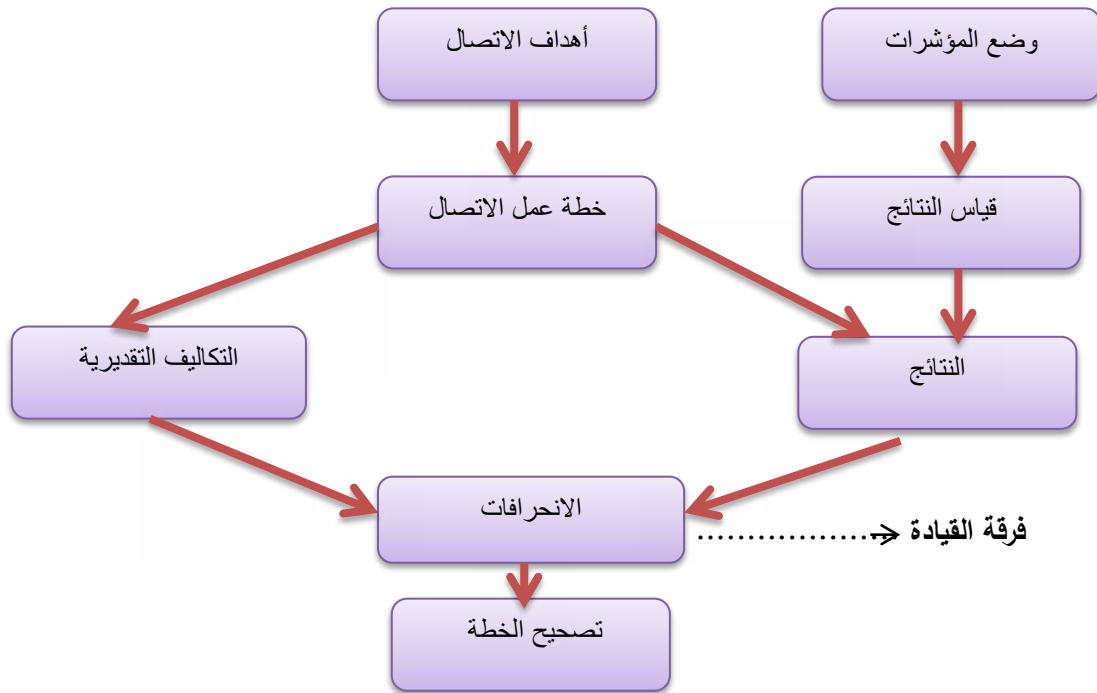 وضع المؤشرات
أهداف الاتصال
قياس النتائج
خطة عمل الاتصال
النتائج
التكاليف التقديرية
الانحرافات
فرقة القيادة
تصحيح الخطة